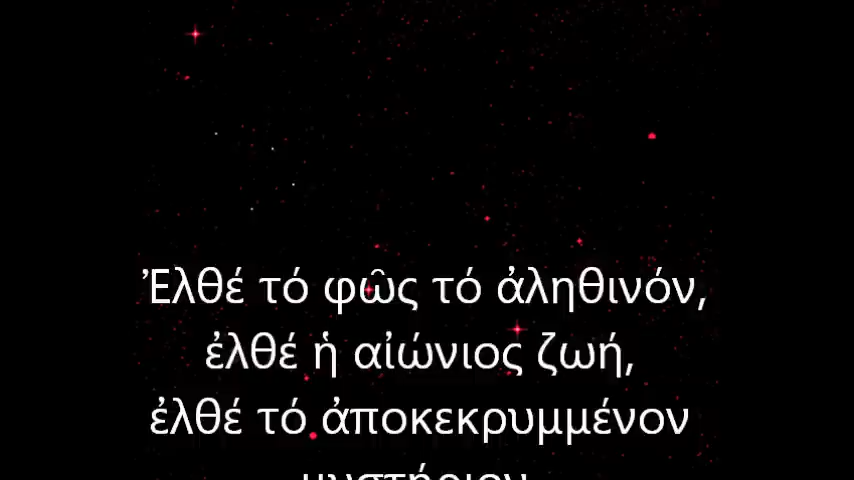 Ἐλθέ τό φῶς τό ἀληθινόν,
ἐλθέ ἡ αἰώνιος ζωή,
ἐλθέ τό ἀποκεκρυμμένον